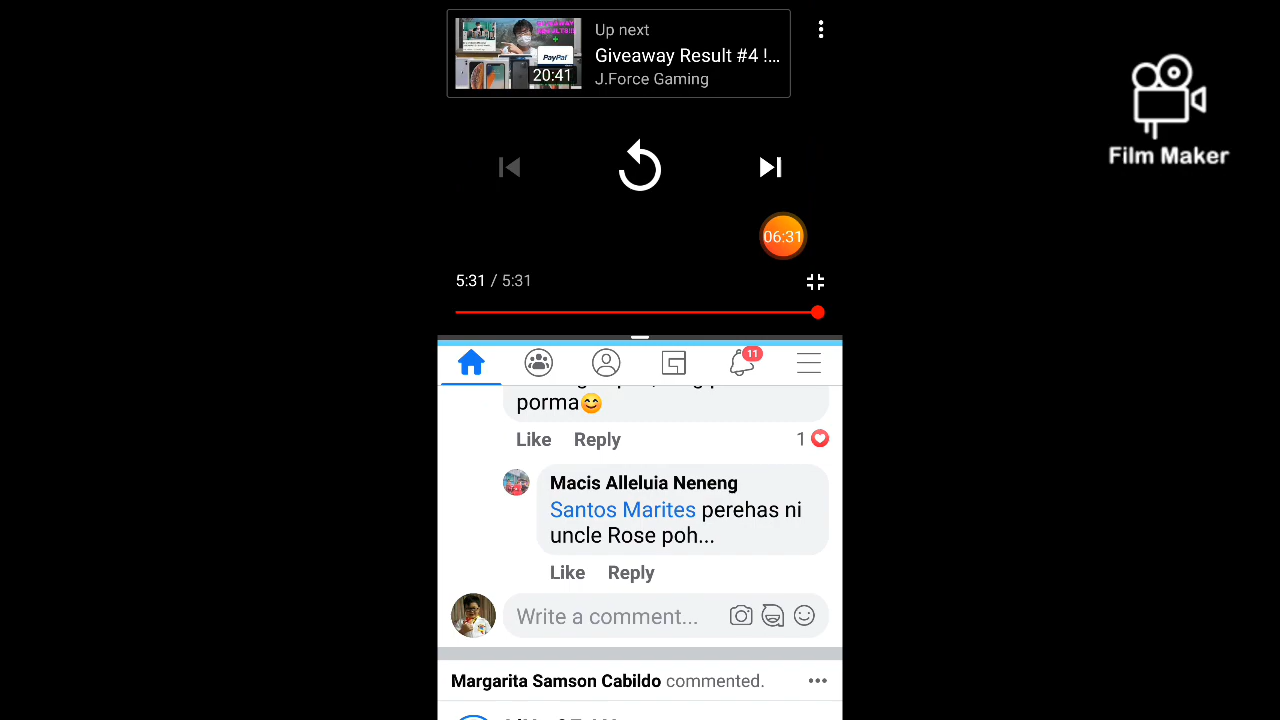 Up next
Giveaway Result #4 !...
J.Force Gaming
PayPal
20:41
Film Maker
06:31
5:31 / 5:31
11
porma😊
Like Reply 1
Macis Alleluia Neneng
Santos Marites perehas ni
uncle Rose poh...
Like Reply
Write a comment...
Margarita Samson Cabildo commented.